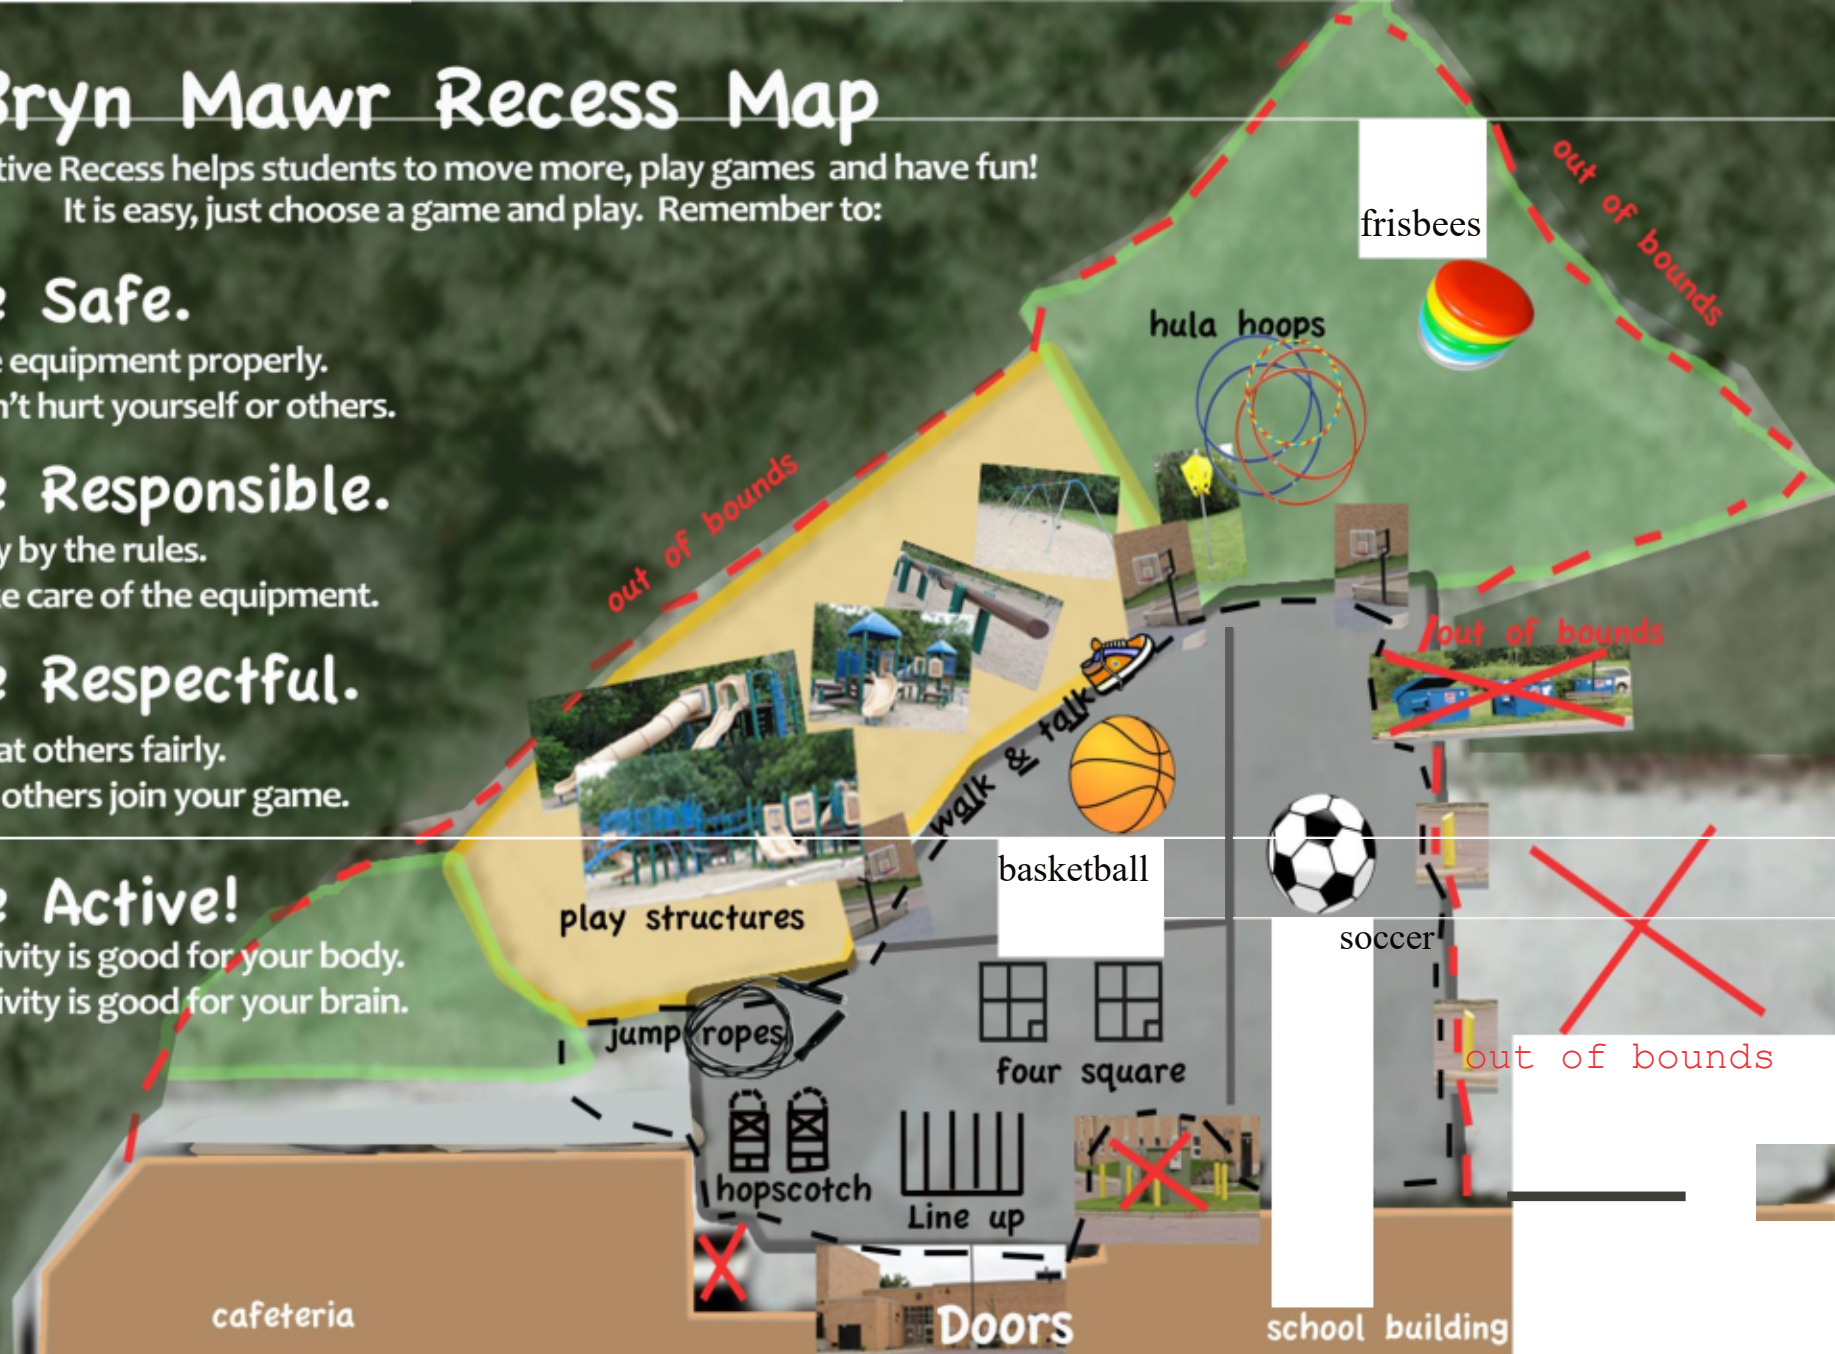 Bryn Mawr Recess Map
tive Recess helps students to move more, play games and have fun!
It is easy, just choose a game and play. Remember to:
e Safe.
e equipment properly.
n't hurt yourself or others.
e Responsible.
y by the rules.
ke care of the equipment.
e Respectful.
at others fairly.
others join your game.
e Active!
ivity is good for your body.
ivity is good for your brain.
frisbees
out of bounds
hula hoops
out of bounds
out of bounds
walk & talk
basketball
play structures
soccer
jump ropes
four square
out of bounds
hopscotch
Line up
cafeteria
Doors
school building